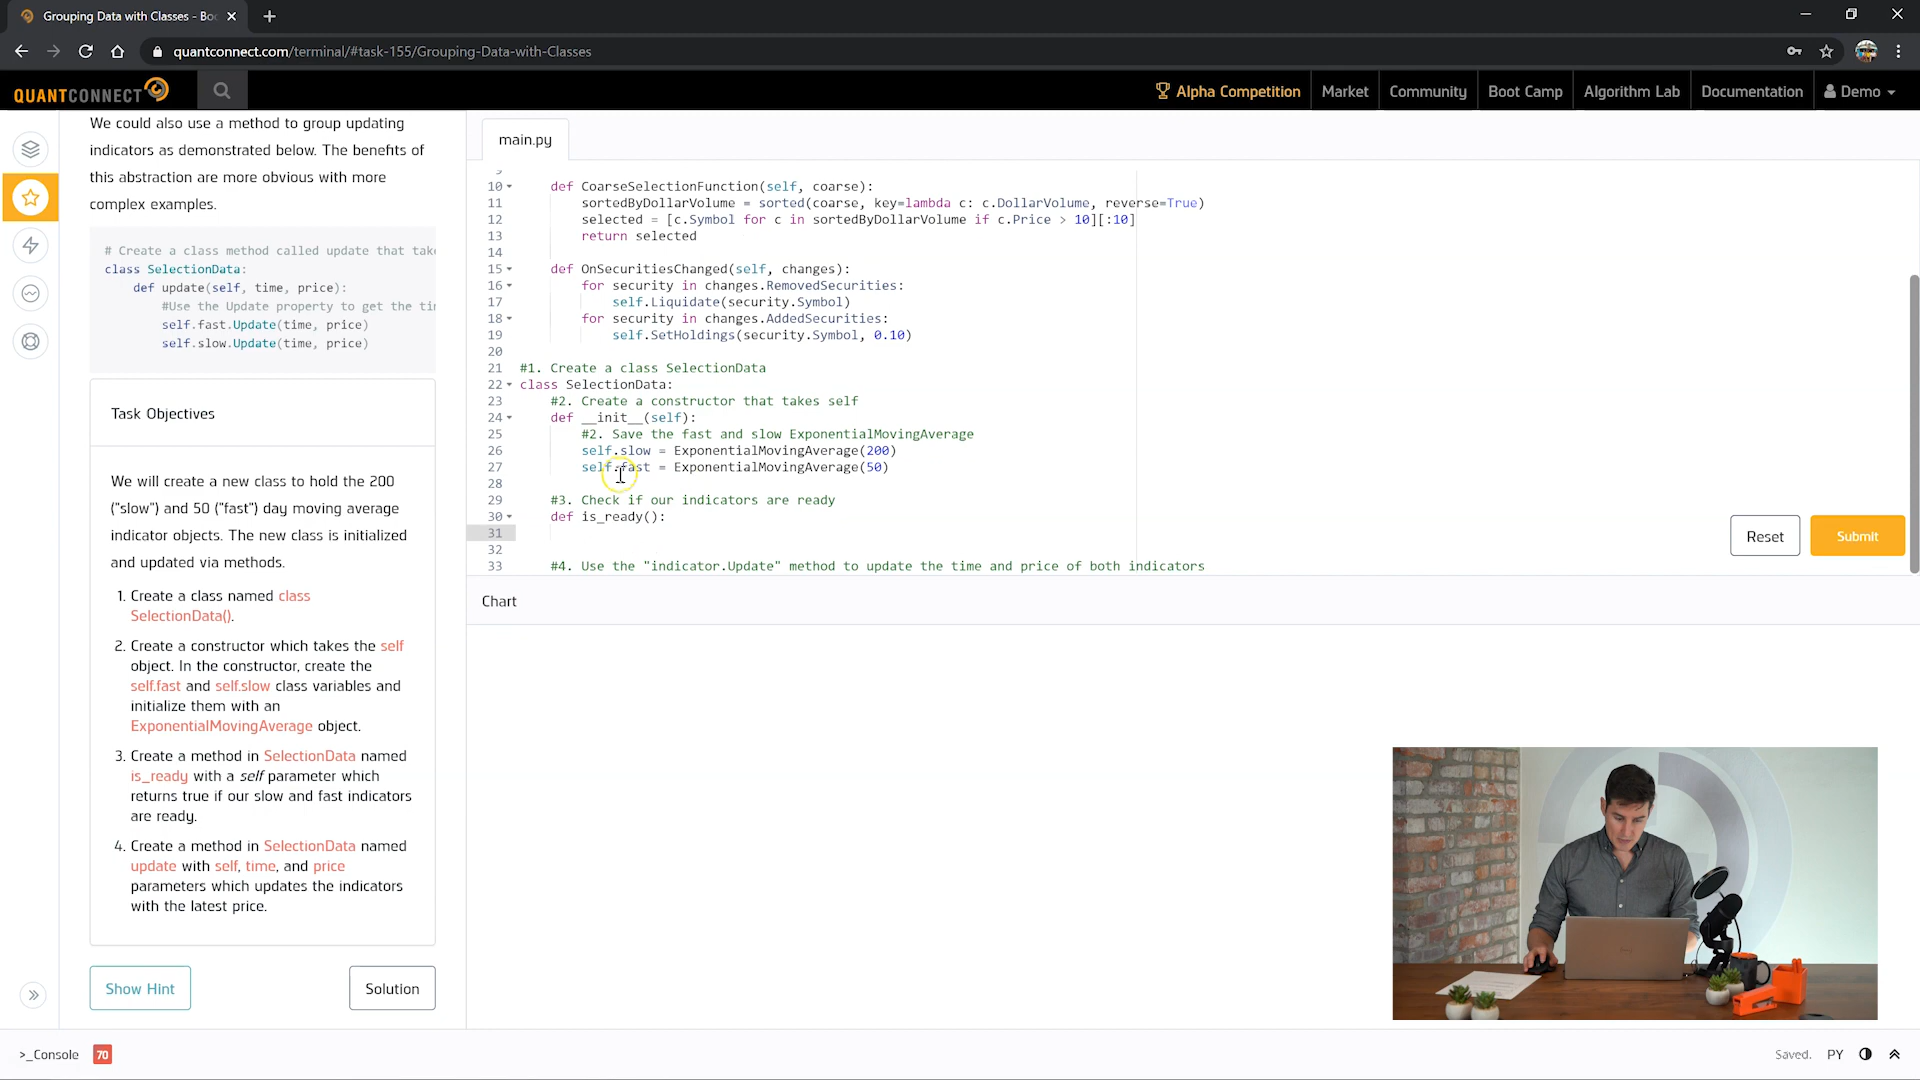 Grouping Data with Classes - Boo
quantconnect.com/terminal/#task-155/Grouping-Data-with-Classes
QUANTCONNECT
Alpha Competition
Market
Community
Boot Camp
Algorithm Lab
Documentation
Demo
We could also use a method to group updating
indicators as demonstrated below. The benefits of
this abstraction are more obvious with more
complex examples.
# Create a class method called update that take
class SelectionData:
def update(self, time, price):
#Use the Update property to get the tim
self.fast.Update(time, price)
self.slow.Update(time, price)
Task Objectives
We will create a new class to hold the 200
("slow") and 50 ("fast") day moving average
indicator objects. The new class is initialized
and updated via methods.
1. Create a class named class
SelectionData().
2. Create a constructor which takes the self
object. In the constructor, create the
self.fast and self.slow class variables and
initialize them with an
ExponentialMovingAverage object.
3. Create a method in SelectionData named
is_ready with a self parameter which
returns true if our slow and fast indicators
are ready.
4. Create a method in SelectionData named
update with self, time, and price
parameters which updates the indicators
with the latest price.
Show Hint
Solution
main.py
9
10 def CoarseSelectionFunction(self, coarse):
11 sortedByDollarVolume = sorted(coarse, key=lambda c: c.DollarVolume, reverse=True)
12 selected = [c.Symbol for c in sortedByDollarVolume if c.Price > 10][:10]
13 return selected
14
15 def OnSecuritiesChanged(self, changes):
16 for security in changes.RemovedSecurities:
17 self.Liquidate(security.Symbol)
18 for security in changes.AddedSecurities:
19 self.SetHoldings(security.Symbol, 0.10)
20
21 #1. Create a class SelectionData
22 class SelectionData:
23 #2. Create a constructor that takes self
24 def __init__(self):
25 #2. Save the fast and slow ExponentialMovingAverage
26 self.slow = ExponentialMovingAverage(200)
27 self.fast = ExponentialMovingAverage(50)
28
29 #3. Check if our indicators are ready
30 def is_ready():
31
32
33 #4. Use the "indicator.Update" method to update the time and price of both indicators
Reset
Submit
Chart
>_Console 70
Saved. PY